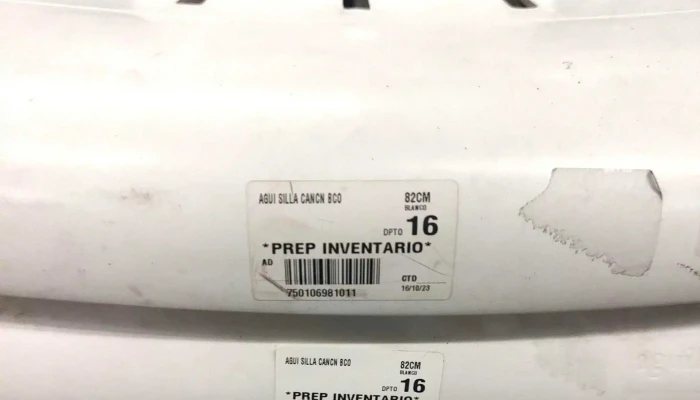 AGUI SILLA CANCN BCO 82CM
BLANCO
DPTO 16
*PREP INVENTARIO*
AD
CTD
750106981011 16/10/23
AGUI SILLA CANCN BCO 82CM
BLANCO
DPTO 16
*PREP INVENTARIO*